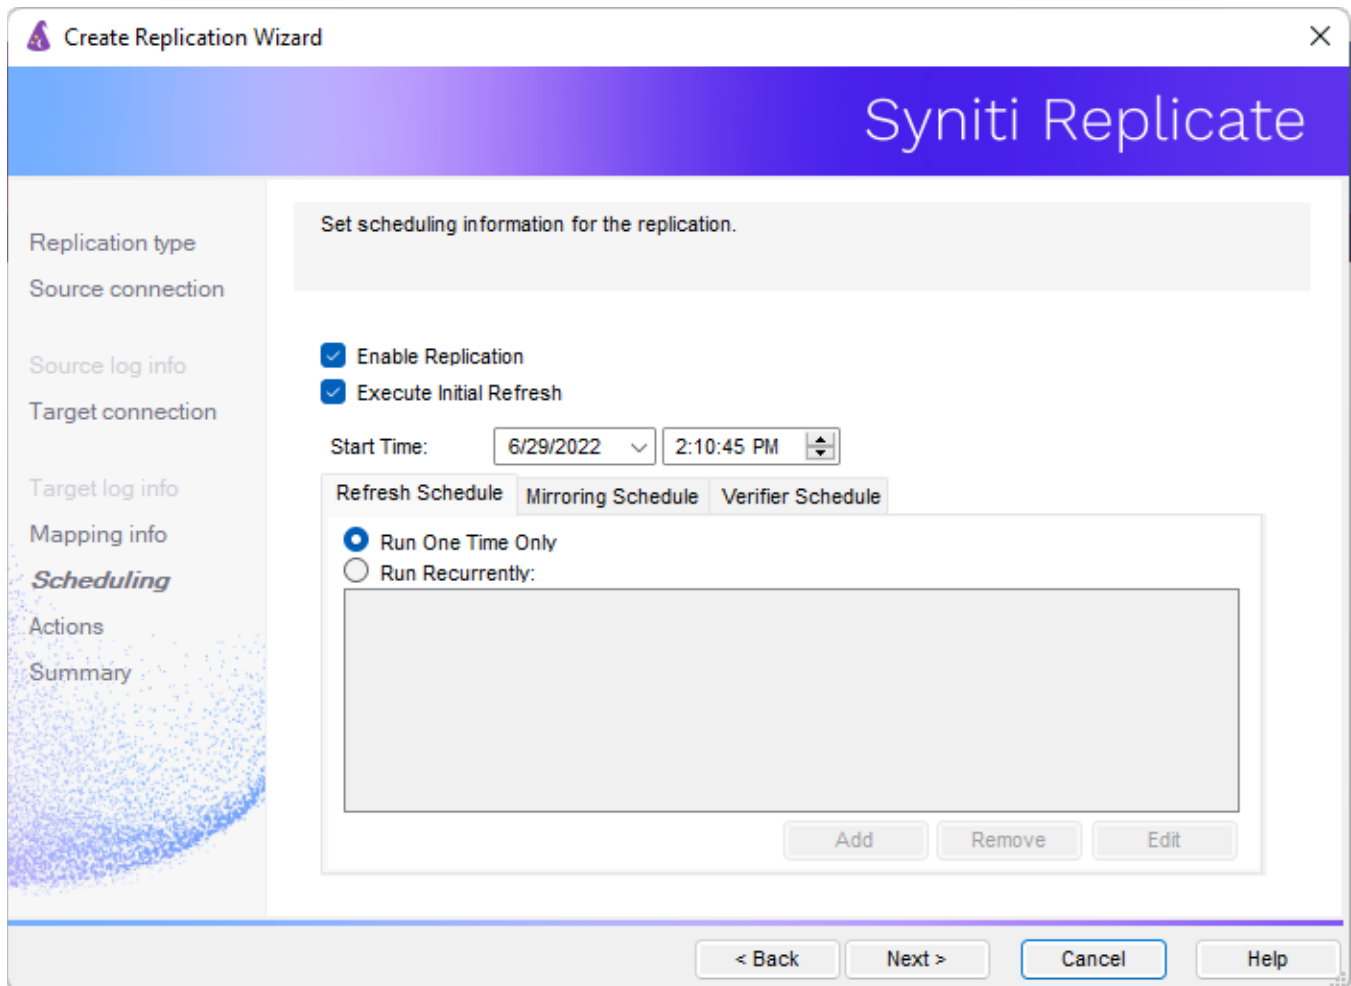 Create Replication Wizard
Syniti Replicate
Replication type
Source connection
Source log info
Target connection
Target log info
Mapping info
Scheduling
Actions
Summary
Set scheduling information for the replication.
Enable Replication
Execute Initial Refresh
Start Time: 6/29/2022 2:10:45 PM
Refresh Schedule Mirroring Schedule Verifier Schedule
Run One Time Only
Run Recurrently:
Add Remove Edit
< Back Next > Cancel Help